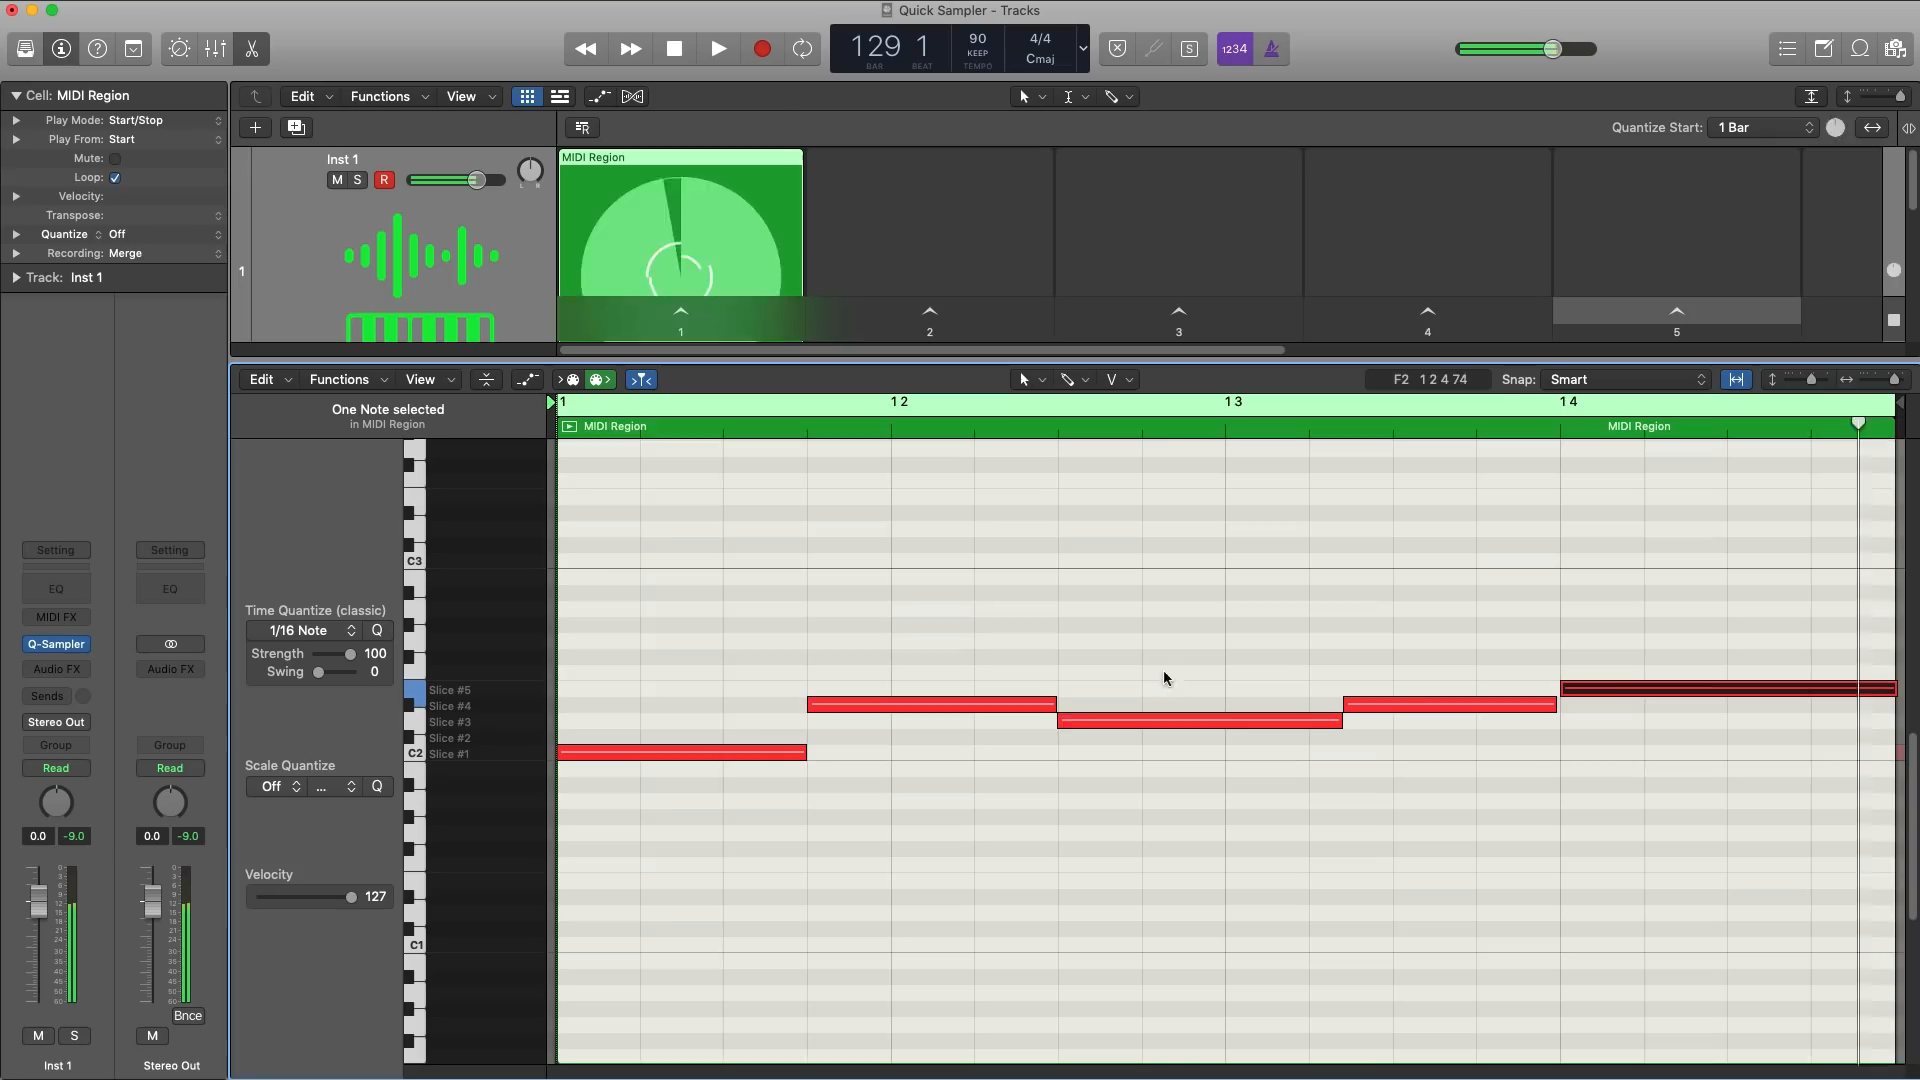 Quick Sampler - Tracks
129 1
BAR BEAT
90
KEEP
TEMPO
4/4
Cmaj
S
1234
Cell: MIDI Region
Play Mode: Start/Stop
Play From: Start
Mute:
Loop:
Velocity:
Transpose:
Quantize Off
Recording: Merge
Track: Inst 1
Edit Functions View
Quantize Start: 1 Bar
Inst 1
M S R
L R
1
MIDI Region
1 2 3 4 5
Edit Functions View
V
F2 1 2 4 74
Snap: Smart
One Note selected
in MIDI Region
1 1 2 1 3 1 4
MIDI Region MIDI Region
Time Quantize (classic)
1/16 Note Q
Strength 100
Swing 0
Scale Quantize
Off ... Q
Velocity
127
C3
C2
C1
Slice #5
Slice #4
Slice #3
Slice #2
Slice #1
Setting Setting
EQ EQ
MIDI FX
Q-Sampler
Audio FX Audio FX
Sends
Stereo Out
Group Group
Read Read
0.0 -9.0 0.0 -9.0
Bnce
M S M
Inst 1 Stereo Out